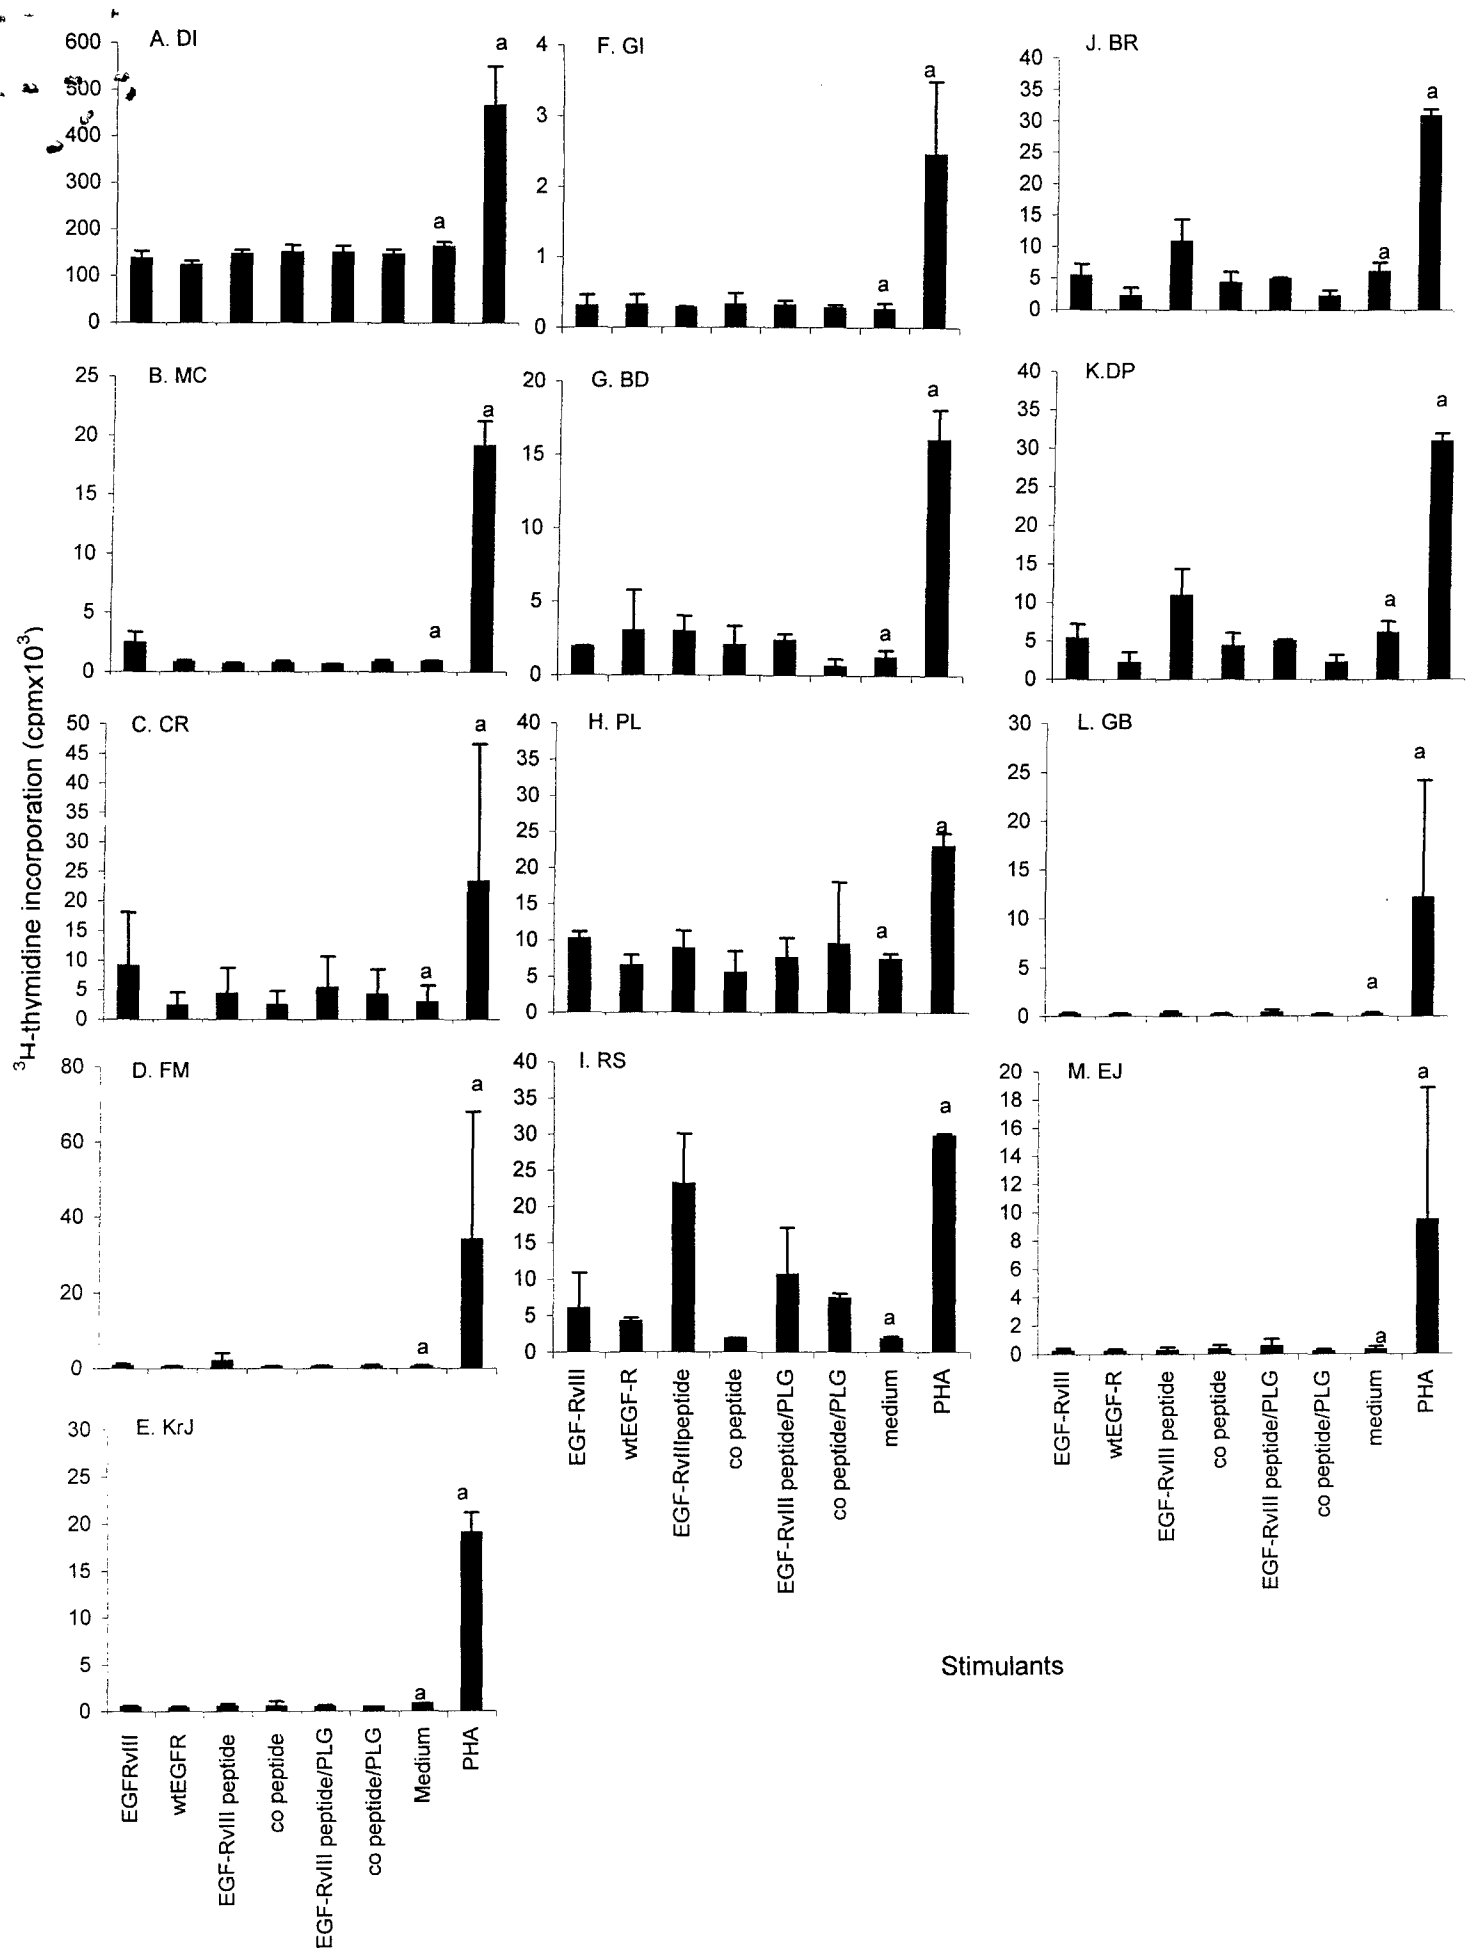 ³H-thymidine incorporation (cpmx10³)
A. DI
600
500
400
300
200
100
0
a
a
B. MC
25
20
15
10
5
0
a
a
C. CR
50
45
40
35
30
25
20
15
10
5
0
a
a
D. FM
80
60
40
20
0
a
a
E. KrJ
30
25
20
15
10
5
0
a
a
EGFRvIII
wtEGFR
EGF-RvIII peptide
co peptide
EGF-RvIII peptide/PLG
co peptide/PLG
Medium
PHA
F. GI
4
3
2
1
0
a
a
G. BD
20
15
10
5
0
a
a
H. PL
40
35
30
25
20
15
10
5
0
a
a
I. RS
40
35
30
25
20
15
10
5
0
a
a
EGF-RvIII
wtEGF-R
EGF-RvIIIpeptide
co peptide
EGF-RvIII peptide/PLG
co peptide/PLG
medium
PHA
J. BR
40
35
30
25
20
15
10
5
0
a
a
K.DP
40
35
30
25
20
15
10
5
0
a
a
L. GB
30
25
20
15
10
5
0
a
a
M. EJ
20
18
16
14
12
10
8
6
4
2
0
a
a
EGF-RvIII
wtEGF-R
EGF-RvIII peptide
co peptide
EGF-RvIII peptide/PLG
co peptide/PLG
medium
PHA
Stimulants